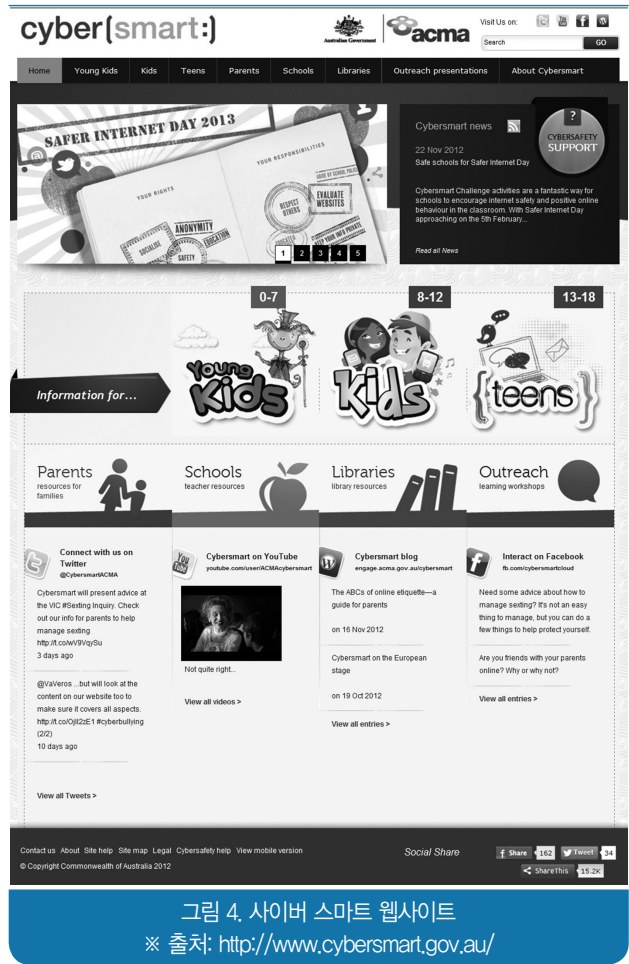 cyber(smart:)
Australian Government
acma
Visit Us on:
Search
GO
Home
Young Kids
Kids
Teens
Parents
Schools
Libraries
Outreach presentations
About Cybersmart
SAFER INTERNET DAY 2013
YOUR RIGHTS
YOUR RESPONSIBILITIES
ANONYMITY
SOCIALISE
SAFETY
EDUCATION
RESPECT OTHERS
EVALUATE WEBSITES
ABIDE BY SCHOOL POLICY
1 2 3 4 5
Cybersmart news
22 Nov 2012
Safe schools for Safer Internet Day
Cybersmart Challenge activities are a fantastic way for
schools to encourage internet safety and positive online
behaviour in the classroom. With Safer Internet Day
approaching on the 5th February...
Read all News
?
CYBERSAFETY
SUPPORT
Information for...
0-7
Young
Kids
8-12
Kids
13-18
{teens}
Parents
resources for
families
Schools
teacher resources
Libraries
library resources
Outreach
learning workshops
Connect with us on
Twitter
@CybersmartACMA
Cybersmart will present advice at
the VIC #Sexting Inquiry. Check
out our info for parents to help
manage sexting
http://t.co/wV9VqySu
3 days ago
@VaVeros ...but will look at the
content on our website too to
make sure it covers all aspects.
http://t.co/Ojll2zE1 #cyberbullying
(2/2)
10 days ago
View all Tweets >
You
Tube
Cybersmart on YouTube
youtube.com/user/ACMAcybersmart
Not quite right...
View all videos >
Cybersmart blog
engage.acma.gov.au/cybersmart
The ABCs of online etiquette—a
guide for parents
on 16 Nov 2012
Cybersmart on the European
stage
on 19 Oct 2012
View all entries >
Interact on Facebook
fb.com/cybersmartcloud
Need some advice about how to
manage sexting? It's not an easy
thing to manage, but you can do a
few things to help protect yourself.
Are you friends with your parents
online? Why or why not?
View all entries >
Contact us About Site help Site map Legal Cybersafety help View mobile version
© Copyright Commonwealth of Australia 2012
Social Share
Share 162
Tweet 34
ShareThis 15.2K
그림 4. 사이버 스마트 웹사이트
※ 출처: http://www.cybersmart.gov.au/